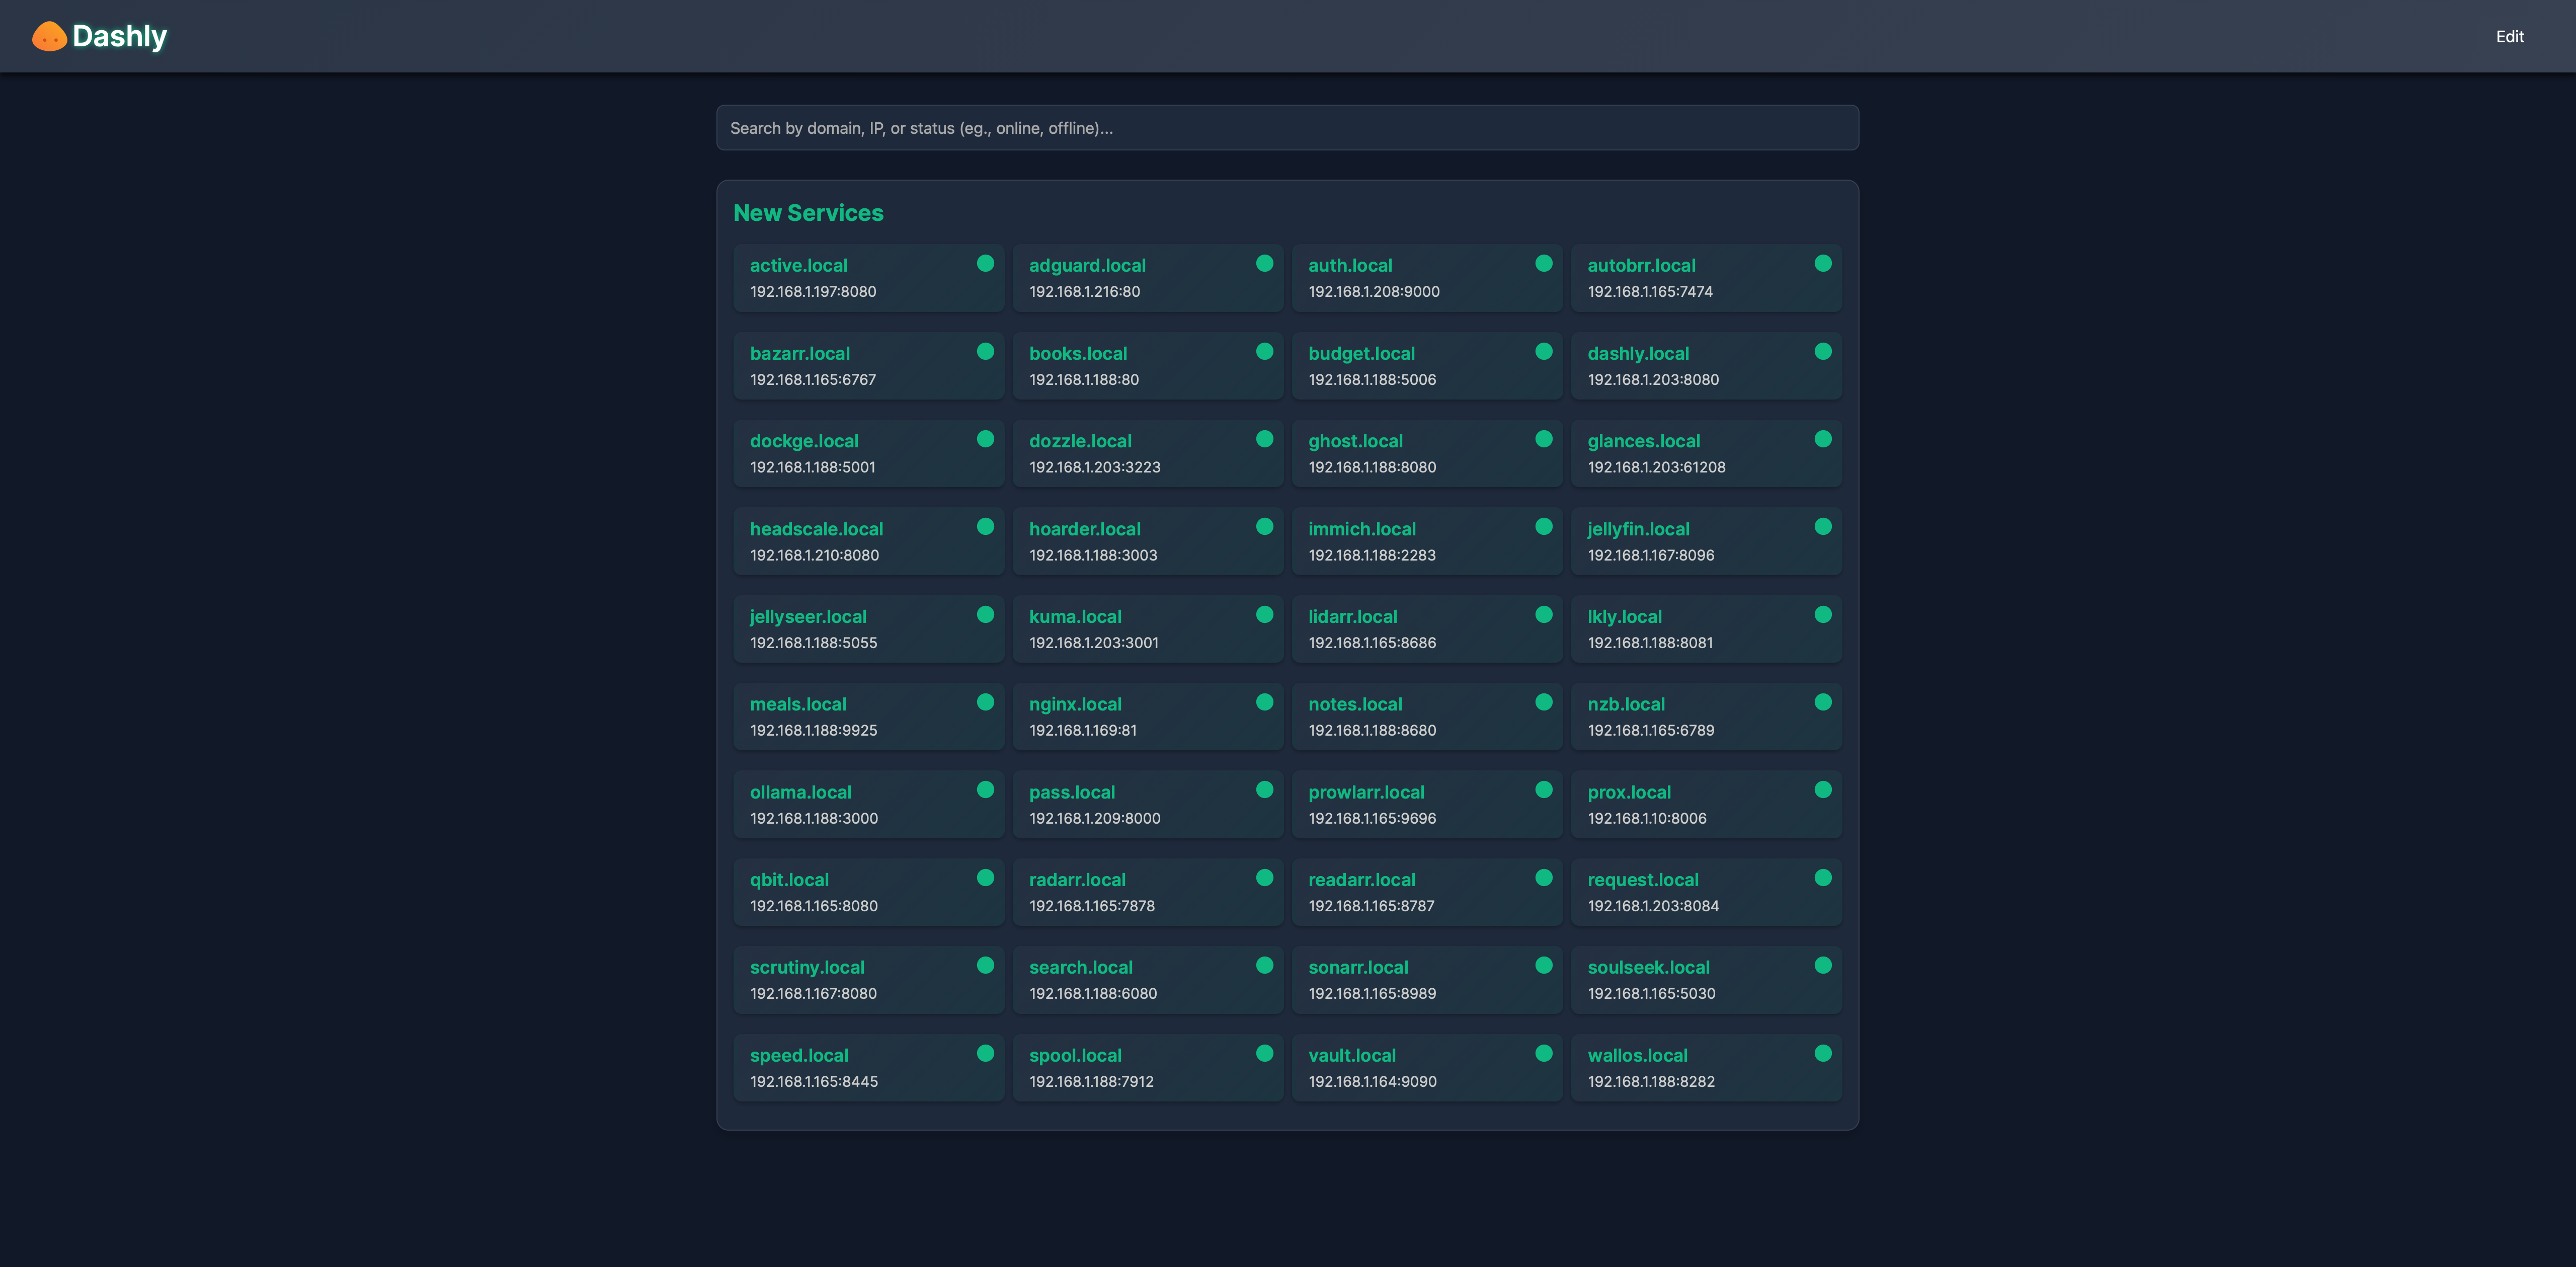 Dashly
Edit
Search by domain, IP, or status (eg., online, offline)...
New Services
active.local
192.168.1.197:8080
adguard.local
192.168.1.216:80
auth.local
192.168.1.208:9000
autobrr.local
192.168.1.165:7474
bazarr.local
192.168.1.165:6767
books.local
192.168.1.188:80
budget.local
192.168.1.188:5006
dashly.local
192.168.1.203:8080
dockge.local
192.168.1.188:5001
dozzle.local
192.168.1.203:3223
ghost.local
192.168.1.188:8080
glances.local
192.168.1.203:61208
headscale.local
192.168.1.210:8080
hoarder.local
192.168.1.188:3003
immich.local
192.168.1.188:2283
jellyfin.local
192.168.1.167:8096
jellyseer.local
192.168.1.188:5055
kuma.local
192.168.1.203:3001
lidarr.local
192.168.1.165:8686
lkly.local
192.168.1.188:8081
meals.local
192.168.1.188:9925
nginx.local
192.168.1.169:81
notes.local
192.168.1.188:8680
nzb.local
192.168.1.165:6789
ollama.local
192.168.1.188:3000
pass.local
192.168.1.209:8000
prowlarr.local
192.168.1.165:9696
prox.local
192.168.1.10:8006
qbit.local
192.168.1.165:8080
radarr.local
192.168.1.165:7878
readarr.local
192.168.1.165:8787
request.local
192.168.1.203:8084
scrutiny.local
192.168.1.167:8080
search.local
192.168.1.188:6080
sonarr.local
192.168.1.165:8989
soulseek.local
192.168.1.165:5030
speed.local
192.168.1.165:8445
spool.local
192.168.1.188:7912
vault.local
192.168.1.164:9090
wallos.local
192.168.1.188:8282